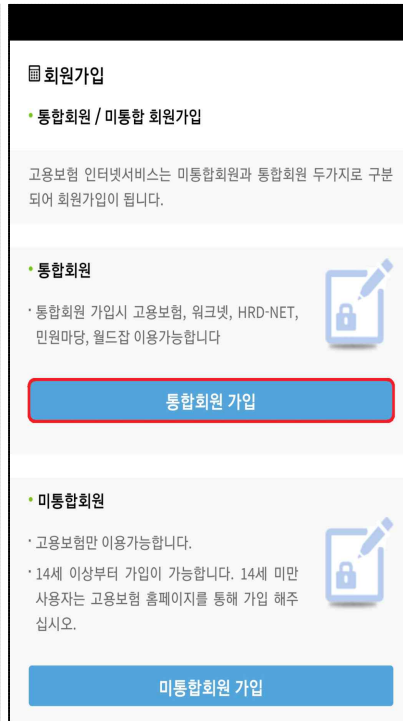 회원가입
• 통합회원 / 미통합 회원가입
고용보험 인터넷서비스는 미통합회원과 통합회원 두가지로 구분
되어 회원가입이 됩니다.
• 통합회원
· 통합회원 가입시 고용보험, 워크넷, HRD-NET,
민원마당, 월드잡 이용가능합니다
통합회원 가입
• 미통합회원
· 고용보험만 이용가능합니다.
· 14세 이상부터 가입이 가능합니다. 14세 미만
사용자는 고용보험 홈페이지를 통해 가입 해주
십시오.
미통합회원 가입